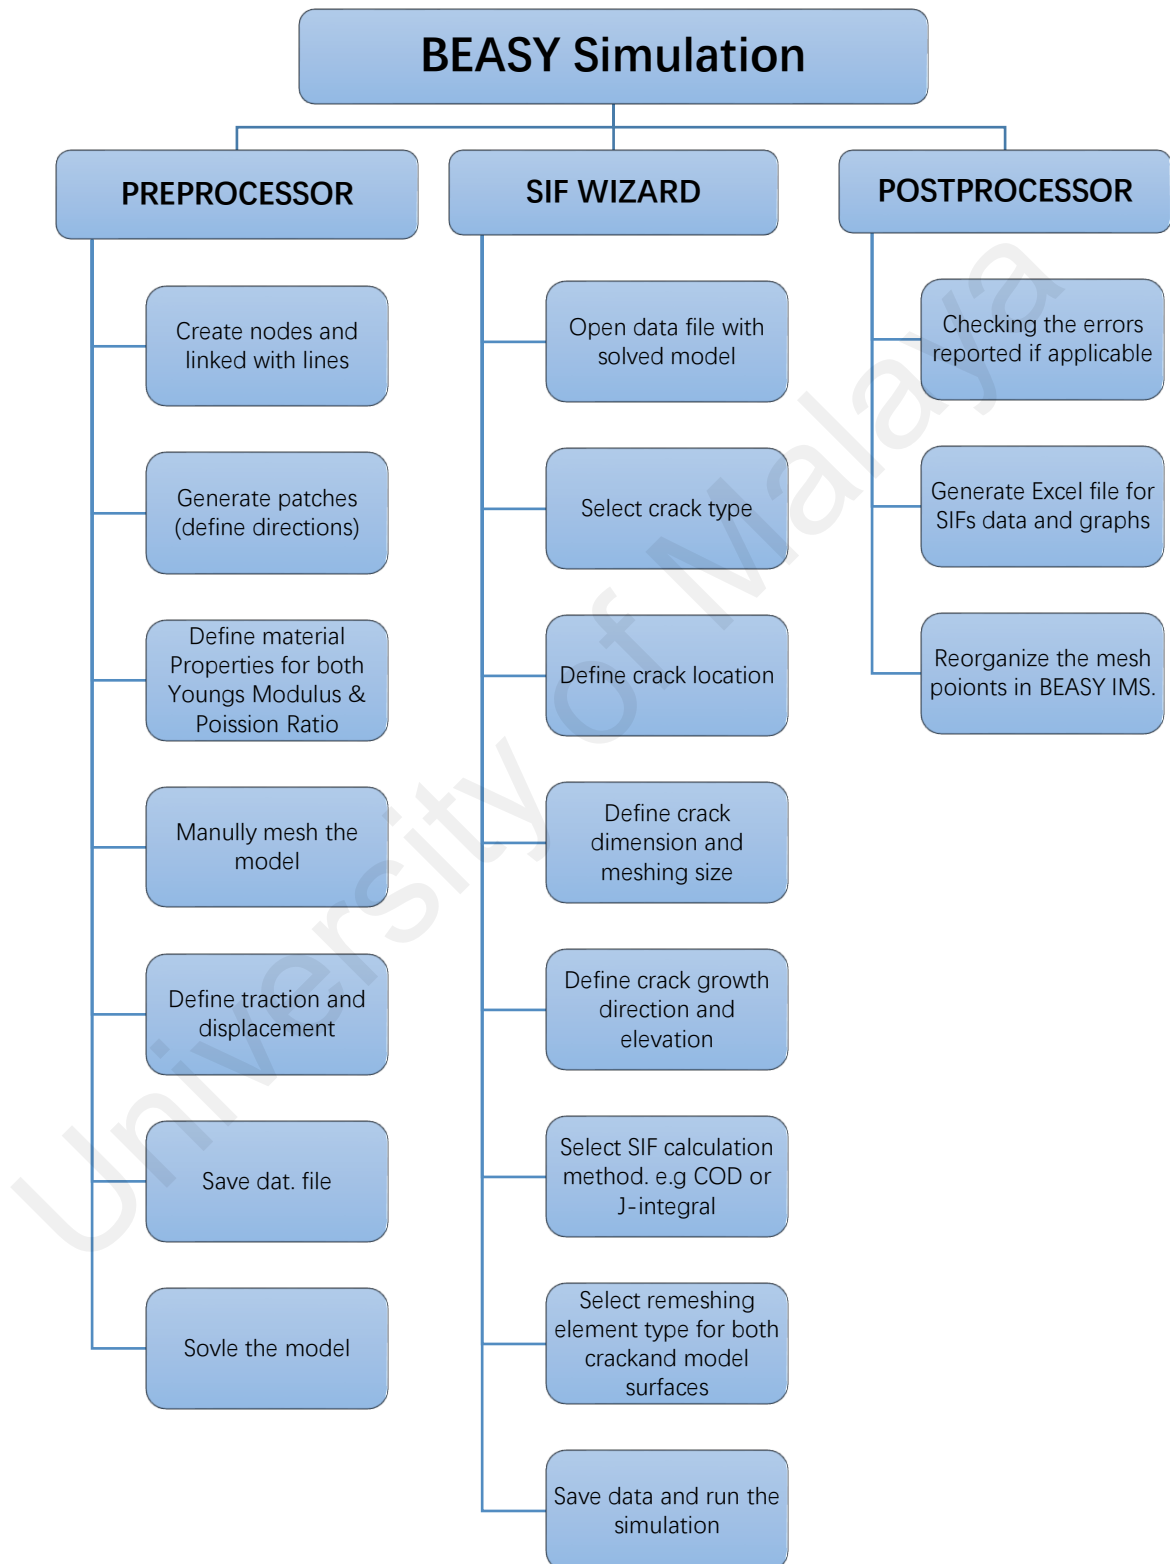 BEASY Simulation
PREPROCESSOR
Create nodes and
linked with lines
Generate patches
(define directions)
Define material
Properties for both
Youngs Modulus &
Poission Ratio
Manully mesh the
model
Define traction and
displacement
Save dat. file
Sovle the model
SIF WIZARD
Open data file with
solved model
Select crack type
Define crack location
Define crack
dimension and
meshing size
Define crack growth
direction and
elevation
Select SIF calculation
method. e.g COD or
J-integral
Select remeshing
element type for both
crackand model
surfaces
Save data and run the
simulation
POSTPROCESSOR
Checking the errors
reported if applicable
Generate Excel file for
SIFs data and graphs
Reorganize the mesh
poionts in BEASY IMS.
University of Malaya